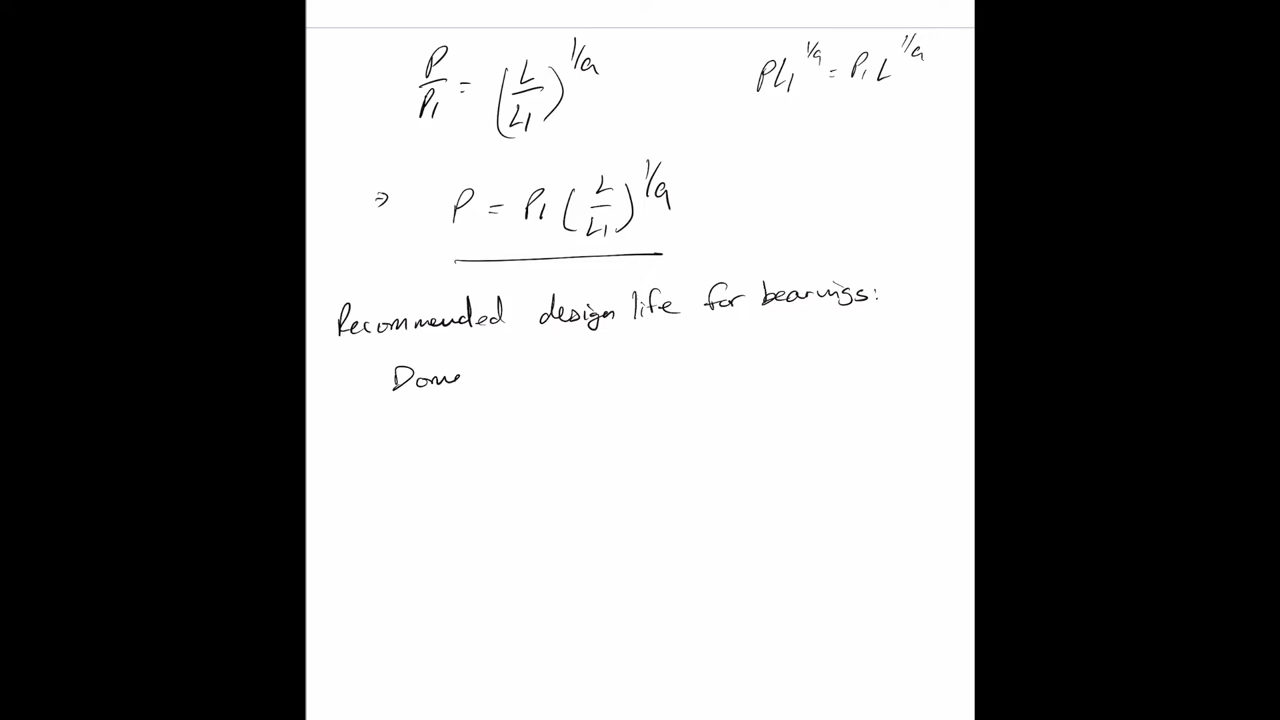 P/P₁ = (L/L₁)^1/a
PL₁^1/a = P₁L^1/a
⇒ P = P₁(L/L₁)^1/a
Recommended design life for bearings:
Dome